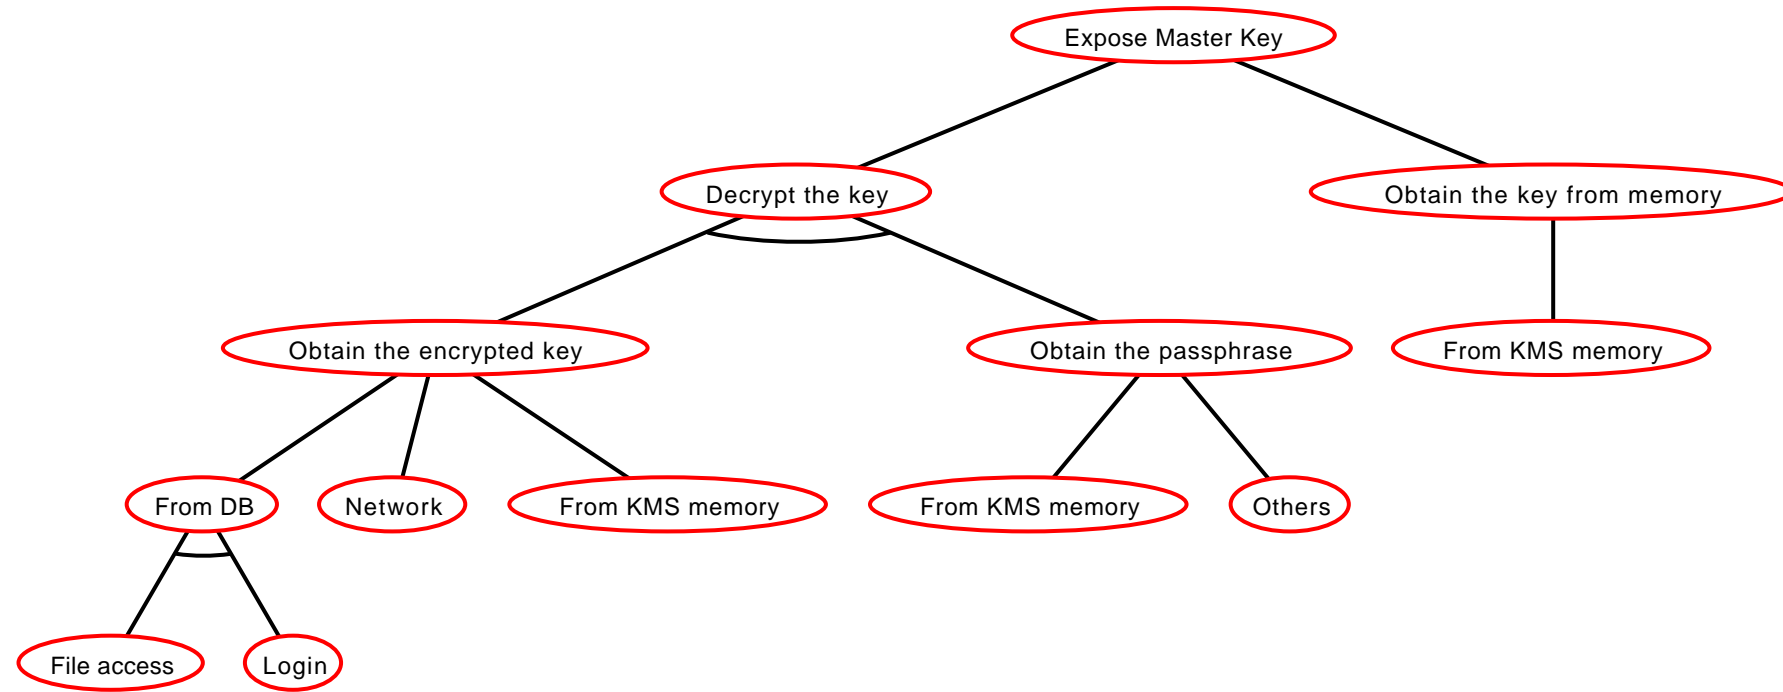 Expose Master Key
Decrypt the key
Obtain the key from memory
Obtain the encrypted key
Obtain the passphrase
From KMS memory
From DB
Network
From KMS memory
From KMS memory
Others
File access
Login